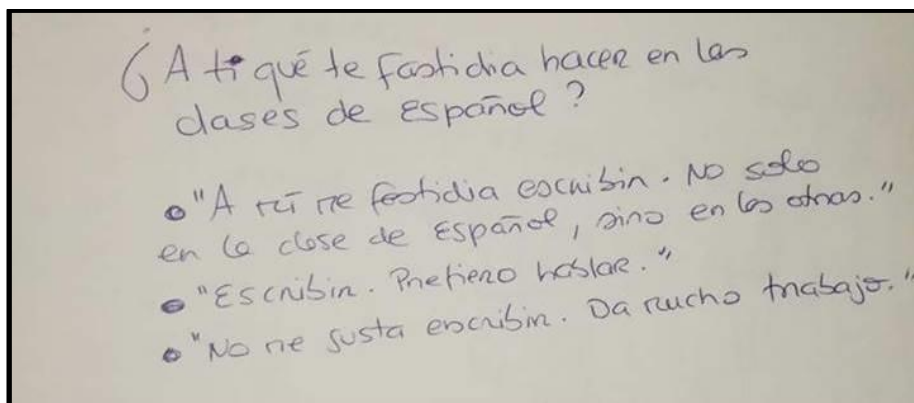 ¿A ti qué te fastidia hacer en las
clases de español?
• "A mí me fastidia escribir. No solo
en la clase de español, sino en las otras."
• "Escribir. Prefiero hablar."
• "No me gusta escribir. Da mucho trabajo."